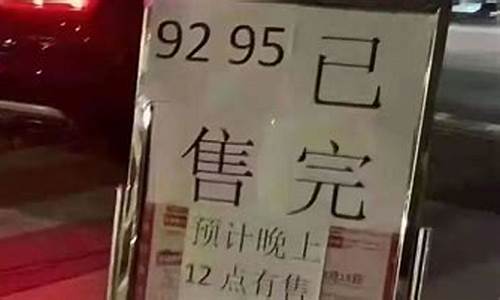 92 95 已
售 完
预计晚上
12 点有售